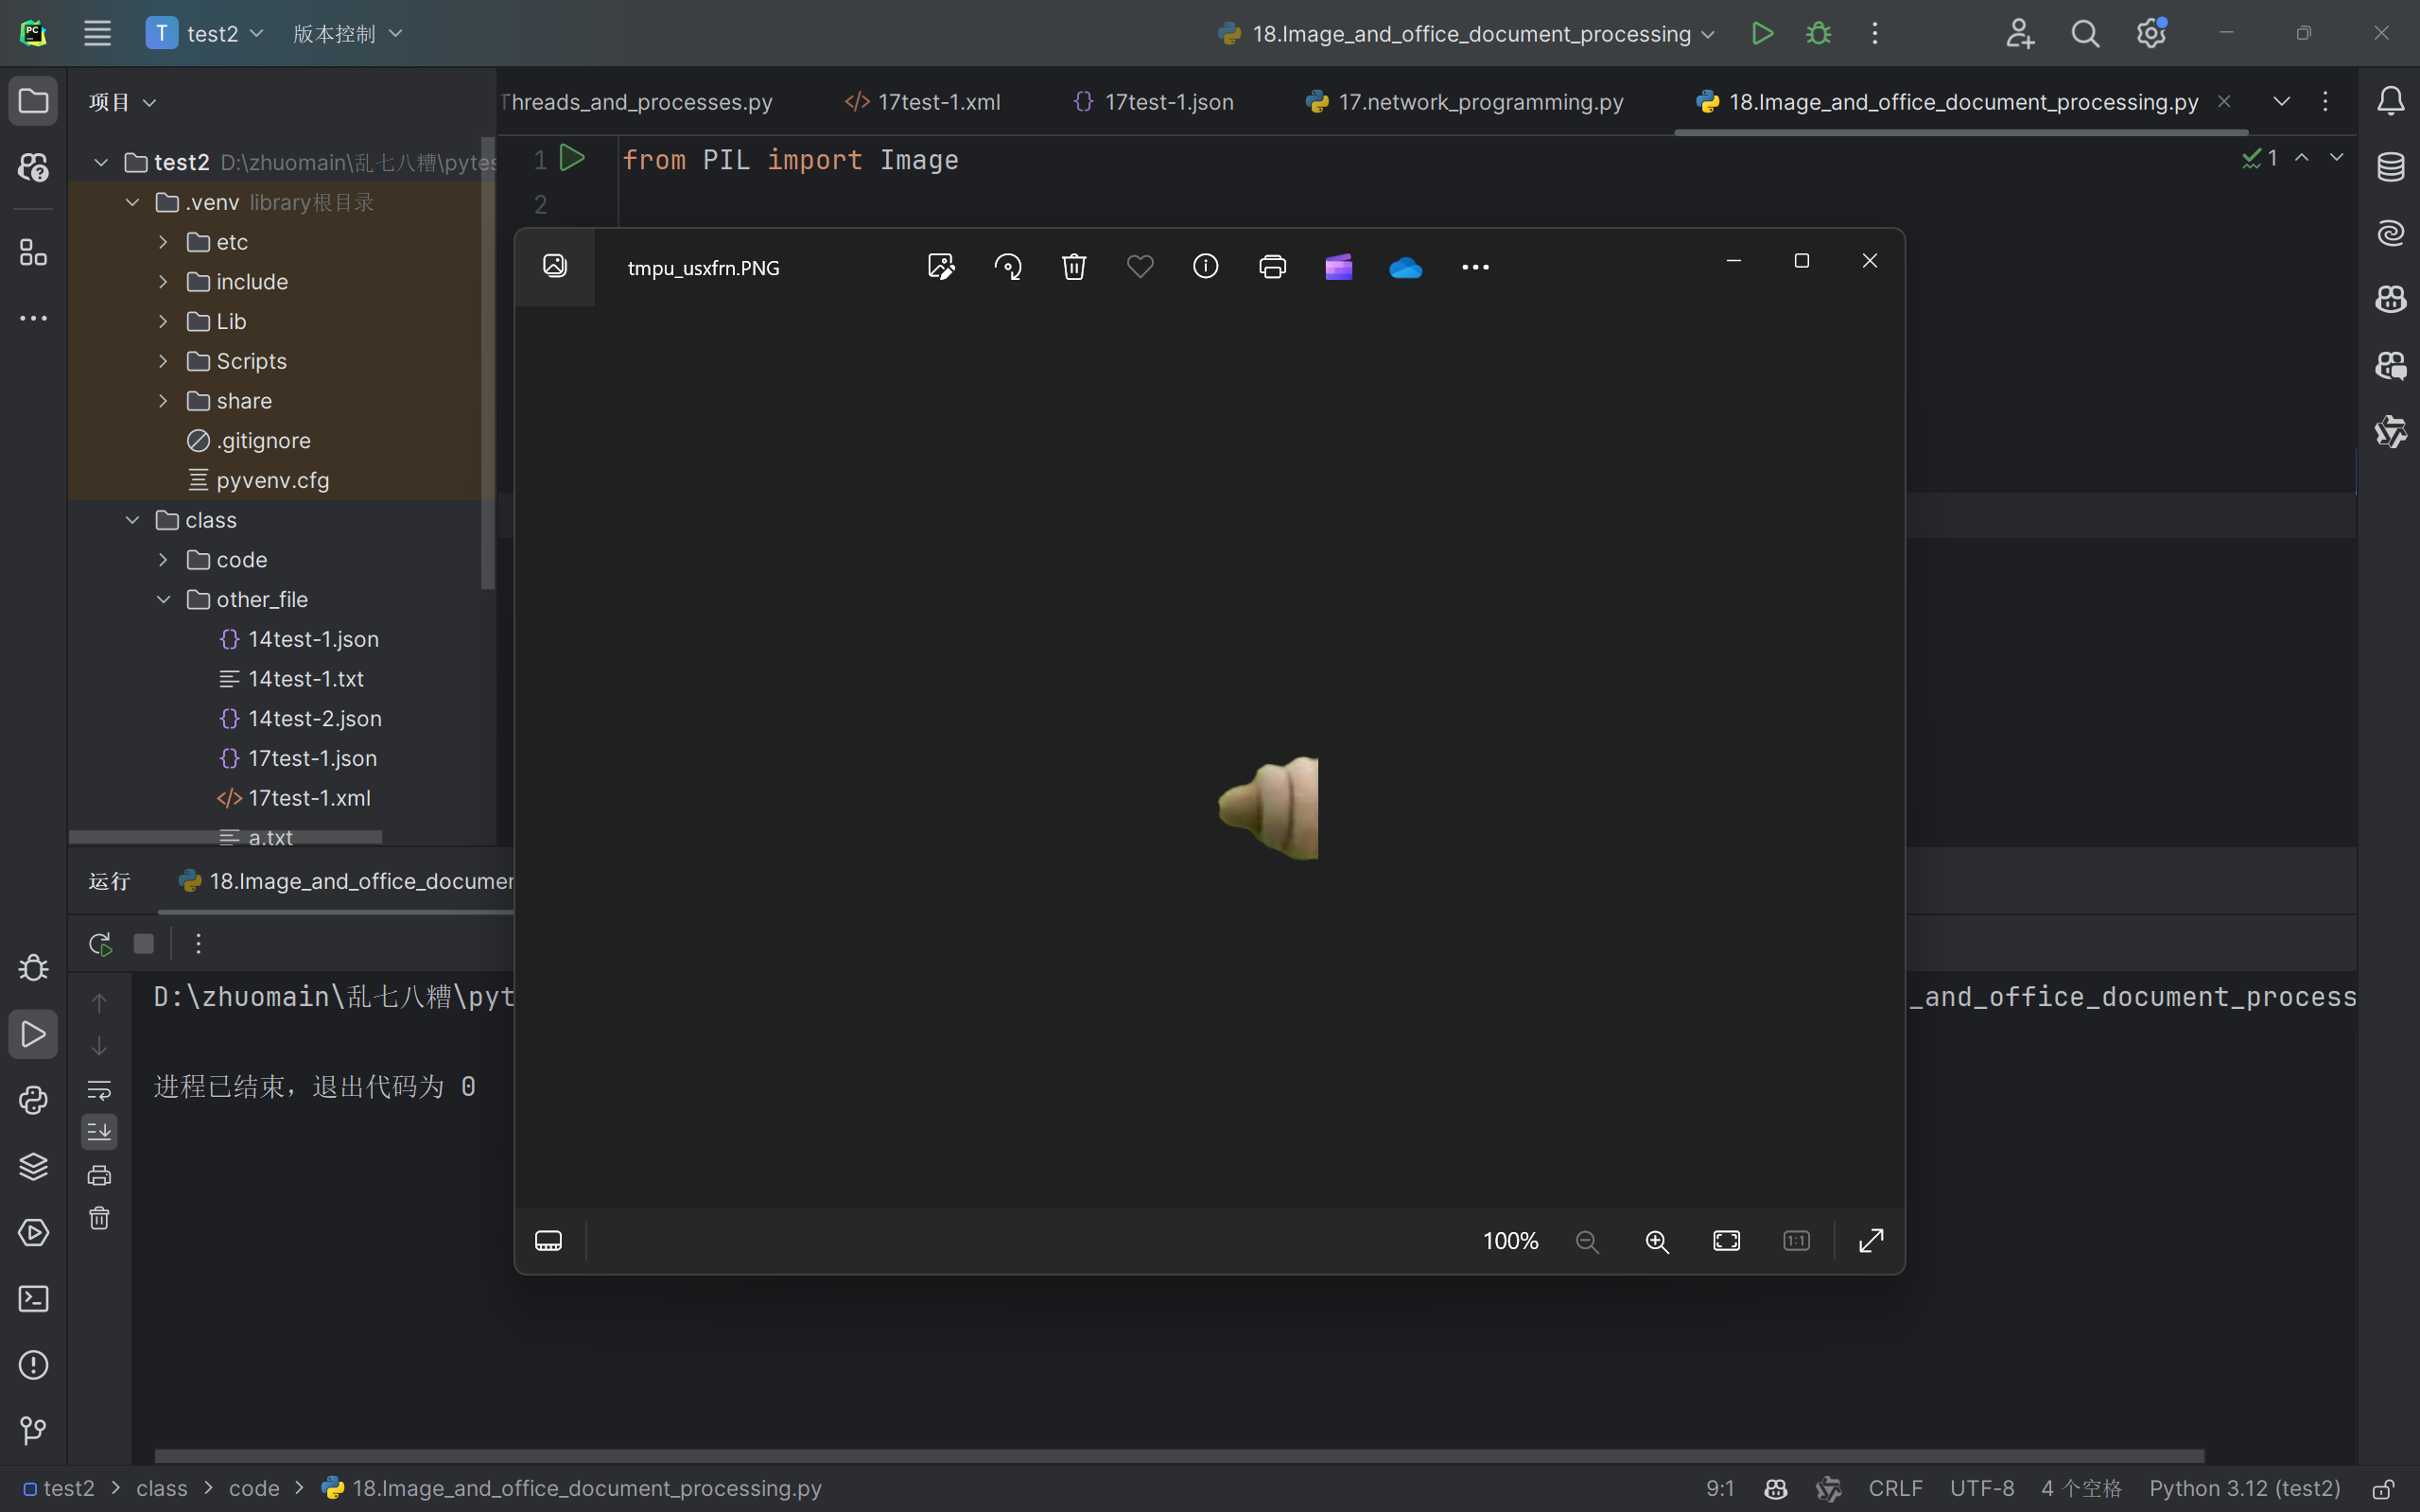 T test2 版本控制
18.Image_and_office_document_processing
项目
Threads_and_processes.py 17test-1.xml 17test-1.json 17.network_programming.py 18.Image_and_office_document_processing.py
test2 D:\zhuomain\乱七八糟\pytes
.venv library根目录
etc
include
Lib
Scripts
share
.gitignore
pyvenv.cfg
class
code
other_file
14test-1.json
14test-1.txt
14test-2.json
17test-1.json
17test-1.xml
a.txt
1 from PIL import Image
2
1
tmpu_usxfrn.PNG
100%
1:1
运行 18.Image_and_office_documen
D:\zhuomain\乱七八糟\pyt
_and_office_document_process
进程已结束，退出代码为 0
test2 > class > code > 18.Image_and_office_document_processing.py
9:1 CRLF UTF-8 4 个空格 Python 3.12 (test2)